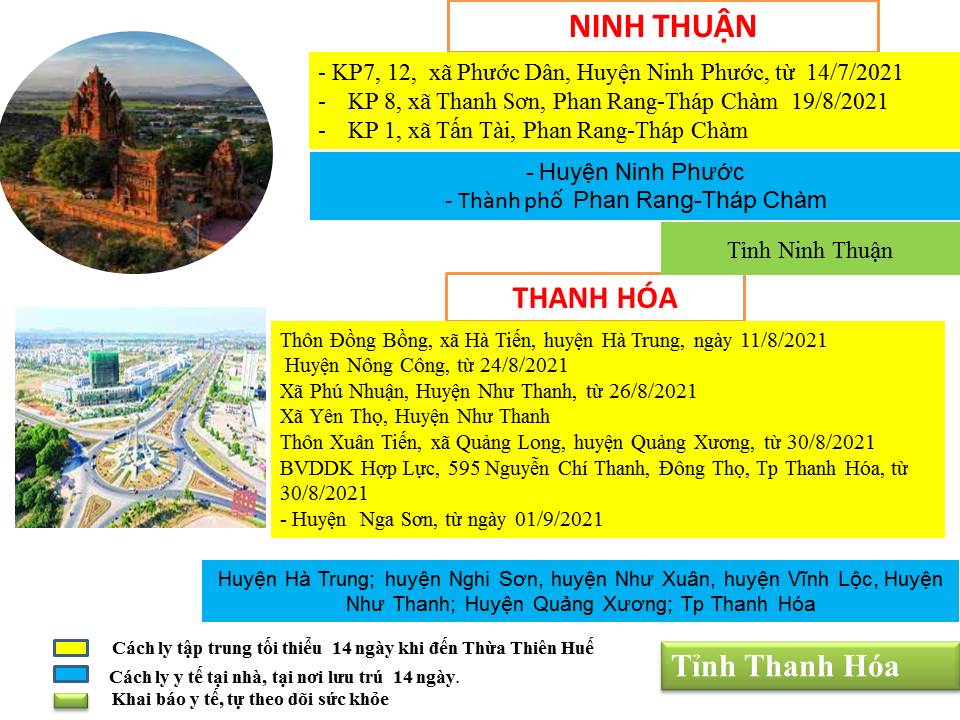 NINH THUẬN
- KP7, 12, xã Phước Dân, Huyện Ninh Phước, từ 14/7/2021
- KP 8, xã Thanh Sơn, Phan Rang-Tháp Chàm 19/8/2021
- KP 1, xã Tấn Tài, Phan Rang-Tháp Chàm
- Huyện Ninh Phước
- Thành phố Phan Rang-Tháp Chàm
Tỉnh Ninh Thuận
THANH HÓA
Thôn Đồng Bồng, xã Hà Tiến, huyện Hà Trung, ngày 11/8/2021
Huyện Nông Công, từ 24/8/2021
Xã Phú Nhuận, Huyện Như Thanh, từ 26/8/2021
Xã Yên Thọ, Huyện Như Thanh
Thôn Xuân Tiến, xã Quảng Long, huyện Quảng Xương, từ 30/8/2021
BVDDK Hợp Lực, 595 Nguyễn Chí Thanh, Đông Thọ, Tp Thanh Hóa, từ
30/8/2021
- Huyện Nga Sơn, từ ngày 01/9/2021
Huyện Hà Trung; huyện Nghi Sơn, huyện Như Xuân, huyện Vĩnh Lộc, Huyện
Như Thanh; Huyện Quảng Xương; Tp Thanh Hóa
Cách ly tập trung tối thiểu 14 ngày khi đến Thừa Thiên Huế
Cách ly y tế tại nhà, tại nơi lưu trú 14 ngày.
Khai báo y tế, tự theo dõi sức khỏe
Tỉnh Thanh Hóa